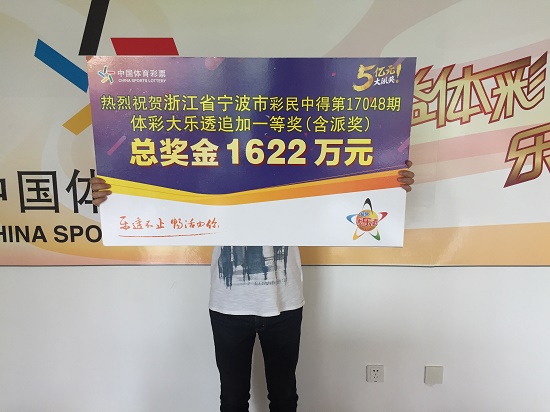 中国体育彩票
CHINA SPORTS LOTTERY
5亿元
大派奖!
热烈祝贺浙江省宁波市彩民中得第17048期
体彩大乐透追加一等奖(含派奖)
总奖金1622万元
乐透不止 畅活由你
中国体
CHINA SPO
体彩
乐